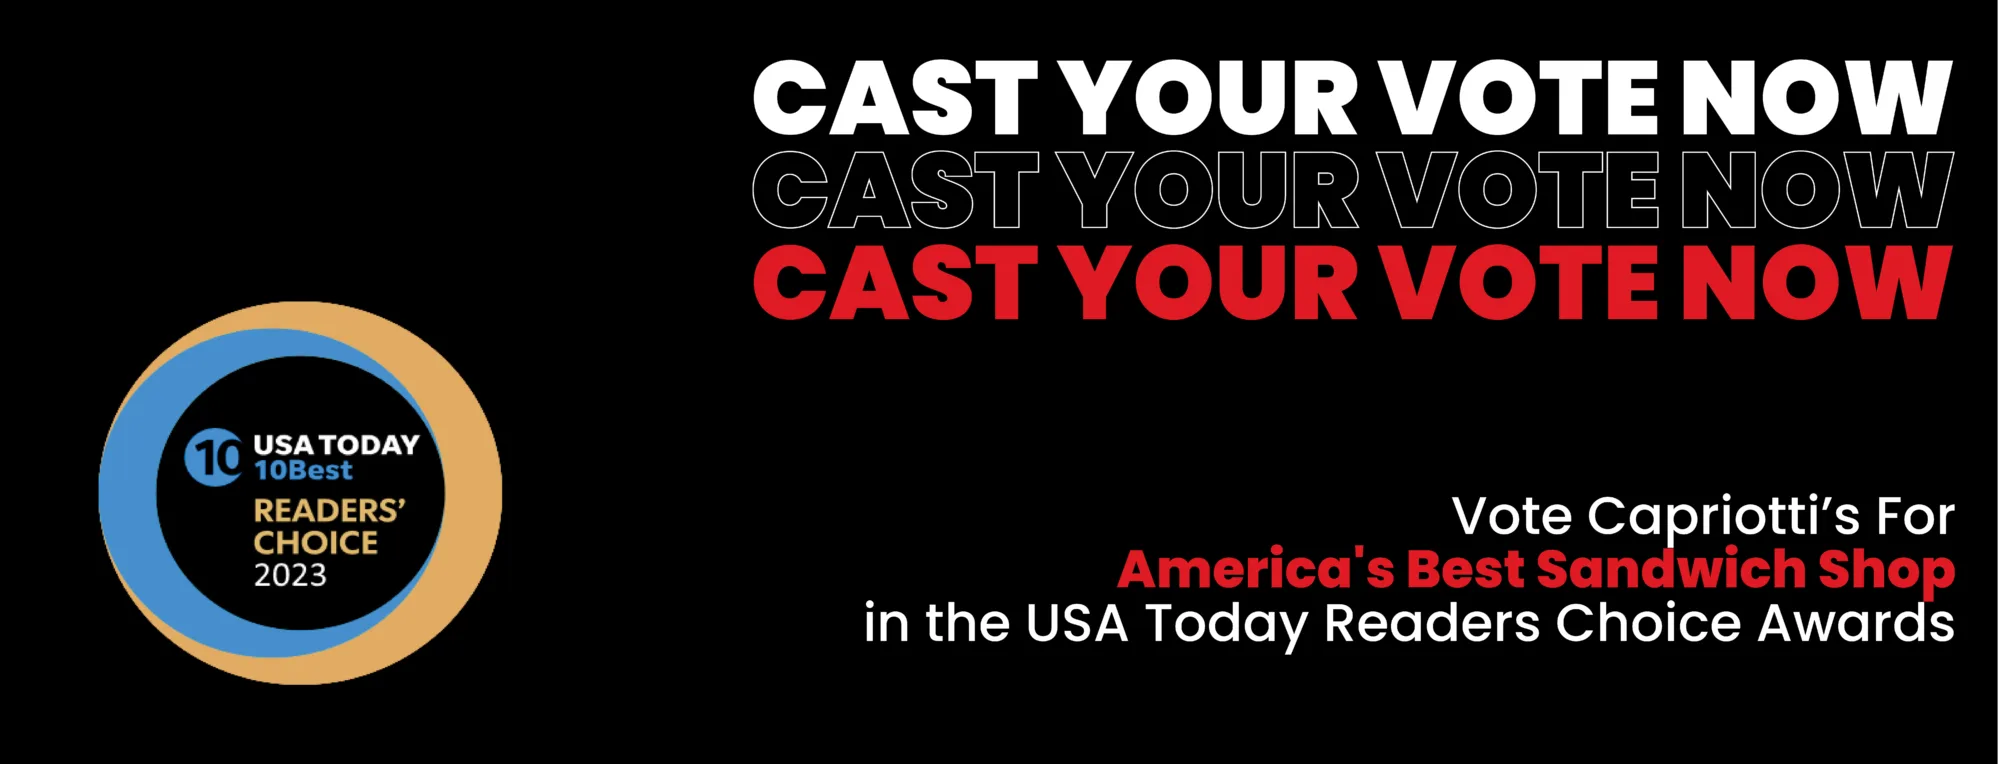 CAST YOUR VOTE NOW
CAST YOUR VOTE NOW
CAST YOUR VOTE NOW
10 USA TODAY
10Best
READERS’
CHOICE
2023
Vote Capriotti’s For
America's Best Sandwich Shop
in the USA Today Readers Choice Awards